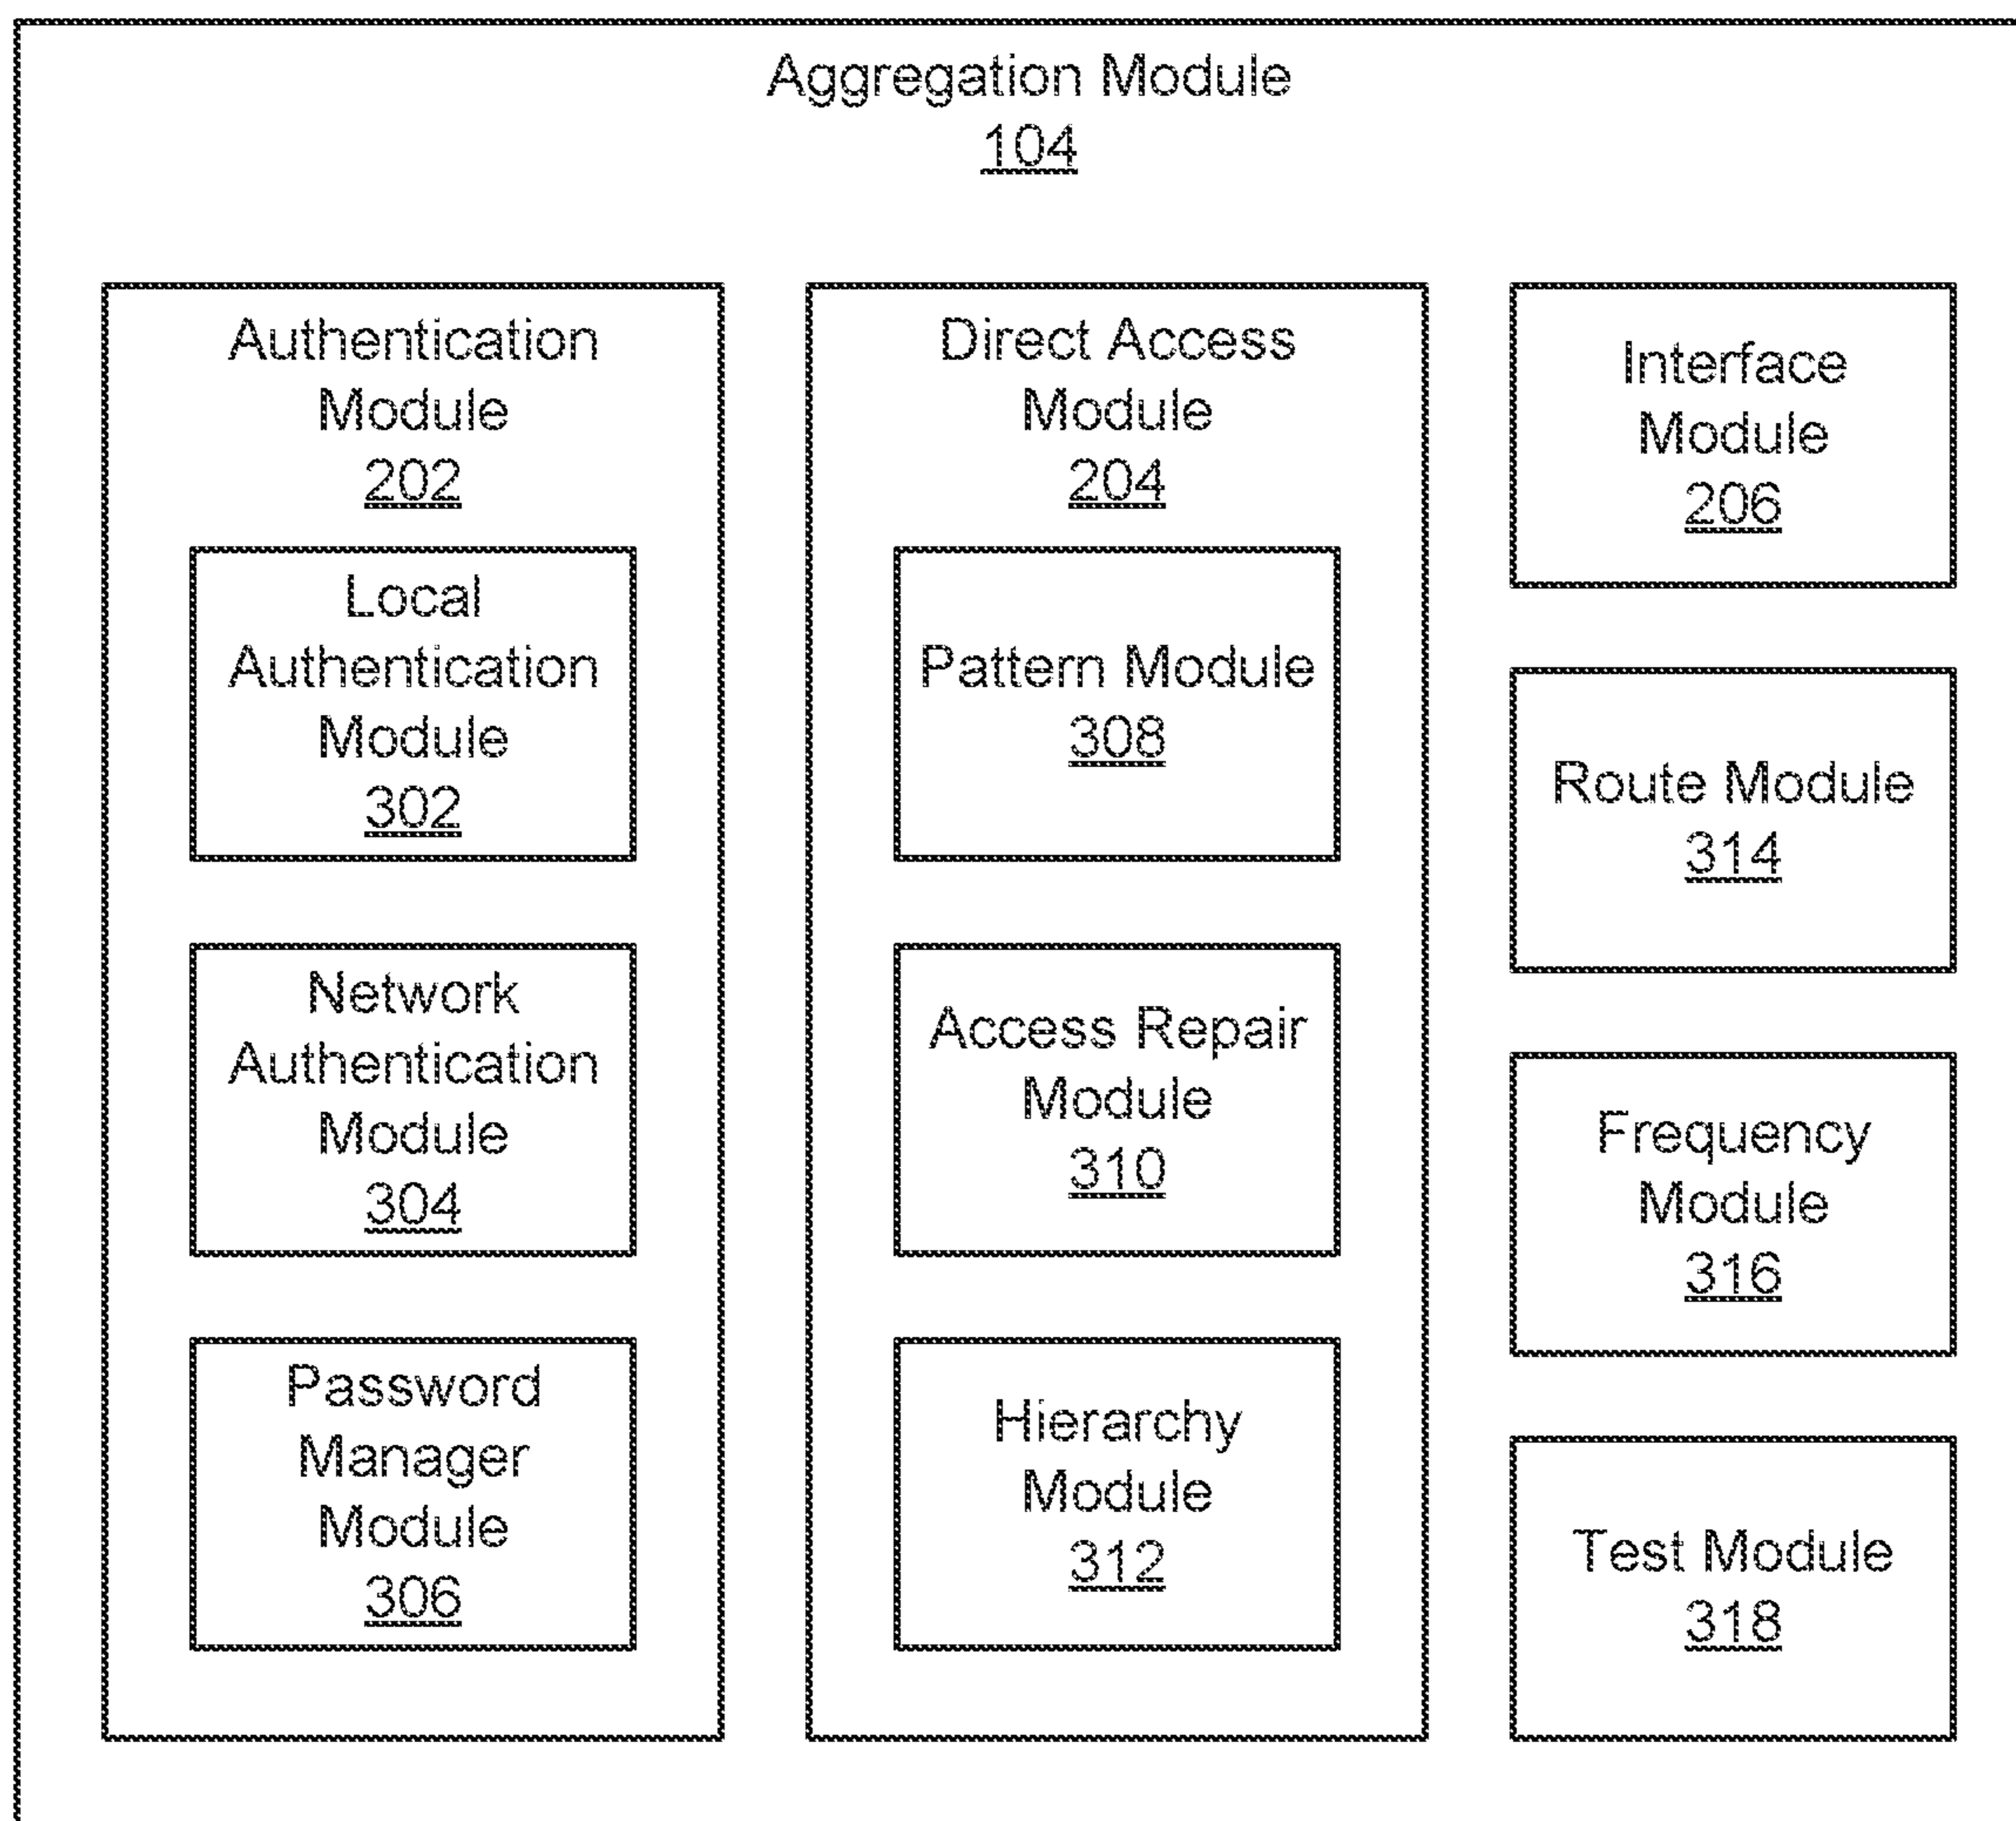 Aggregation Module
104
Authentication
Module
202
Local
Authentication
Module
302
Network
Authentication
Module
304
Password
Manager
Module
306
Direct Access
Module
204
Pattern Module
308
Access Repair
Module
310
Hierarchy
Module
312
Interface
Module
206
Route Module
314
Frequency
Module
316
Test Module
318